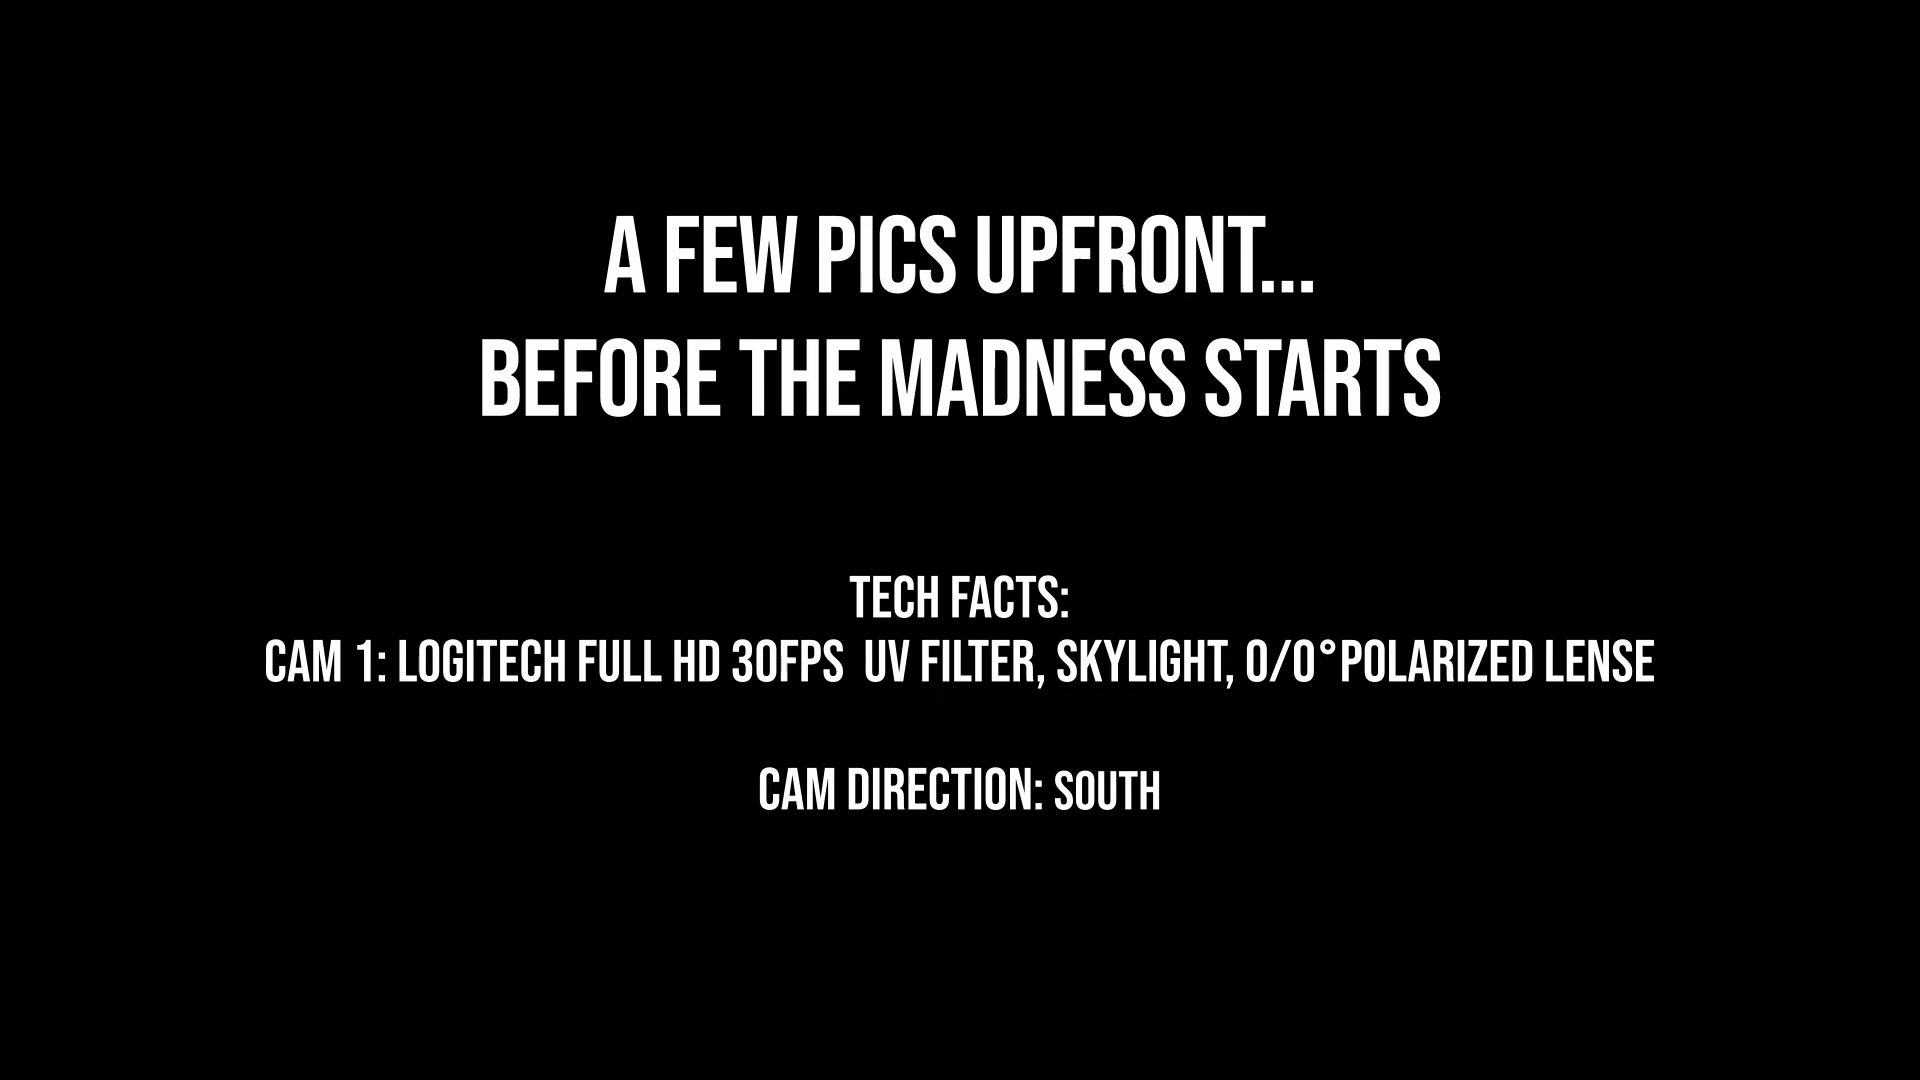 A FEW PICS UPFRONT...
BEFORE THE MADNESS STARTS
TECH FACTS:
CAM 1: LOGITECH FULL HD 30FPS  UV FILTER, SKYLIGHT, 0/0°POLARIZED LENSE
CAM DIRECTION: SOUTH